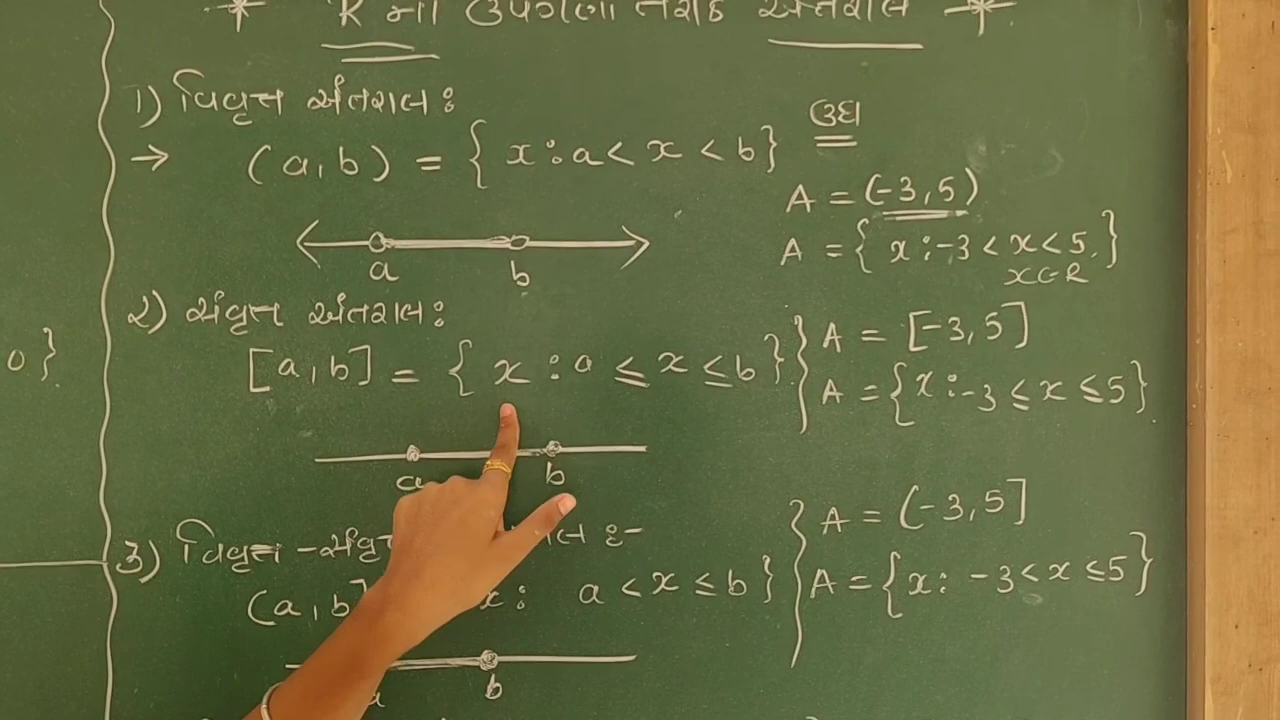 * R ના ઉપગણો તરીકે અંતરાલ *
1) વિવૃત્ત અંતરાલ :
→ (a, b) = { x : a < x < b}
a b
2) સંવૃત્ત અંતરાલ :
[a, b] = { x : a ≤ x ≤ b}
a b
3) વિવૃત્ત - :-
(a, b] x : a < x ≤ b}
a b
ઉદા
A = (-3, 5)
A = { x : -3 < x < 5, }
x ∈ R
A = [-3, 5]
A = {x : -3 ≤ x ≤ 5}
A = (-3, 5]
A = {x : -3 < x ≤ 5}
0}